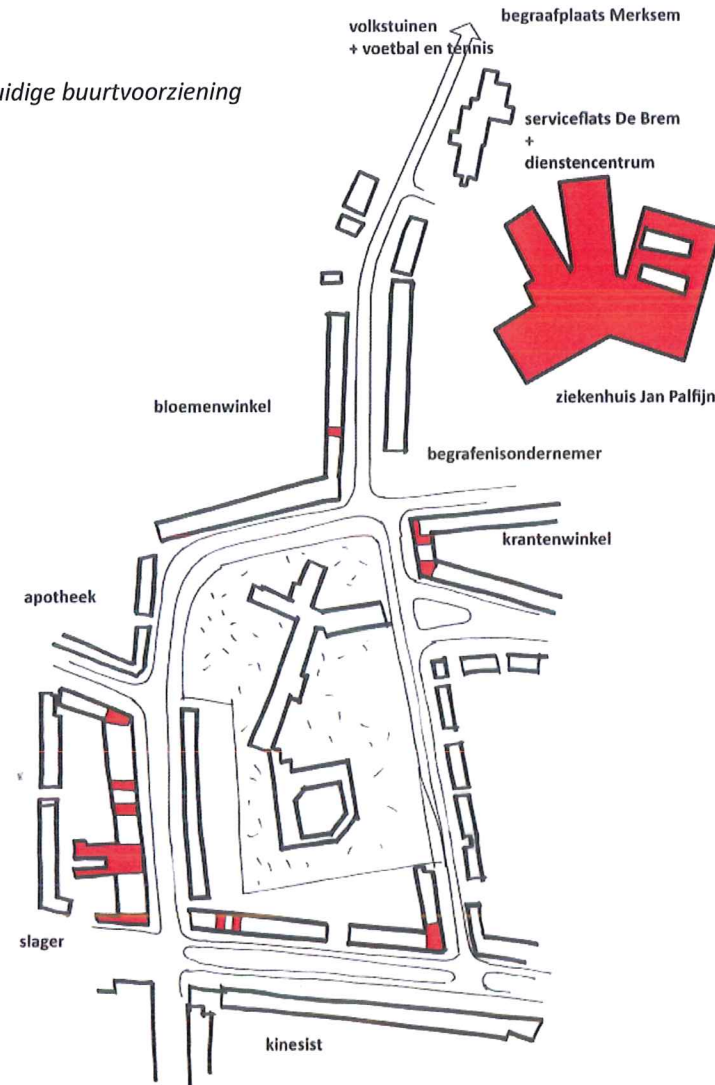 begraafplaats Merksem
volkstuinen
+ voetbal en tennis
uidige buurtvoorziening
serviceflats De Brem
+
dienstencentrum
ziekenhuis Jan Palfijn
bloemenwinkel
begrafenisondernemer
krantenwinkel
apotheek
slager
kinesist